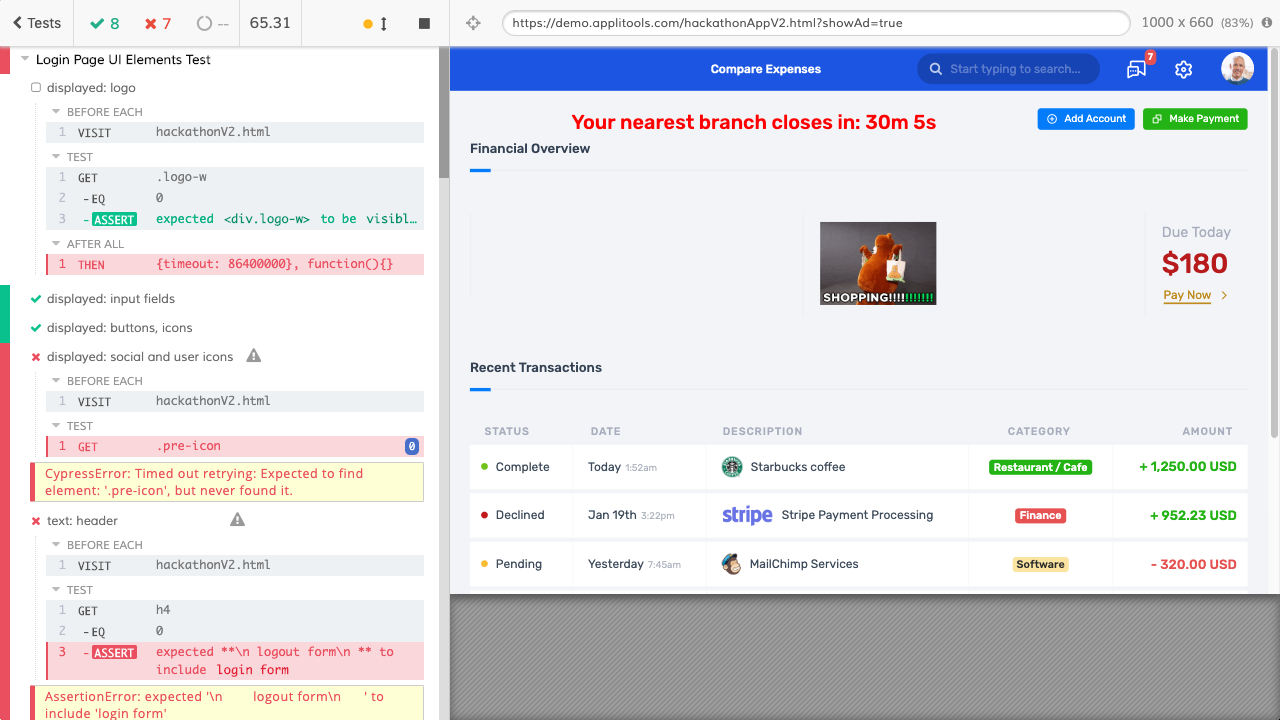 Tests
8
7
--
65.31
https://demo.applitools.com/hackathonAppV2.html?showAd=true
1000 x 660 (83%)
Login Page UI Elements Test
displayed: logo
BEFORE EACH
1 VISIT hackathonV2.html
TEST
1 GET .logo-w
2 -EQ 0
3 -ASSERT expected <div.logo-w> to be visibl…
AFTER ALL
1 THEN {timeout: 86400000}, function(){}
displayed: input fields
displayed: buttons, icons
displayed: social and user icons
BEFORE EACH
1 VISIT hackathonV2.html
TEST
1 GET .pre-icon 0
CypressError: Timed out retrying: Expected to find
element: '.pre-icon', but never found it.
text: header
BEFORE EACH
1 VISIT hackathonV2.html
TEST
1 GET h4
2 -EQ 0
3 -ASSERT expected **\n logout form\n ** to
include login form
AssertionError: expected '\n logout form\n ' to
include 'login form'
Compare Expenses
Start typing to search...
7
Your nearest branch closes in: 30m 5s
Add Account
Make Payment
Financial Overview
SHOPPING!!!!!!!!!!!
Due Today
$180
Pay Now
Recent Transactions
STATUS DATE DESCRIPTION CATEGORY AMOUNT
Complete Today 1:52am Starbucks coffee Restaurant / Cafe + 1,250.00 USD
Declined Jan 19th 3:22pm stripe Stripe Payment Processing Finance + 952.23 USD
Pending Yesterday 7:45am MailChimp Services Software - 320.00 USD